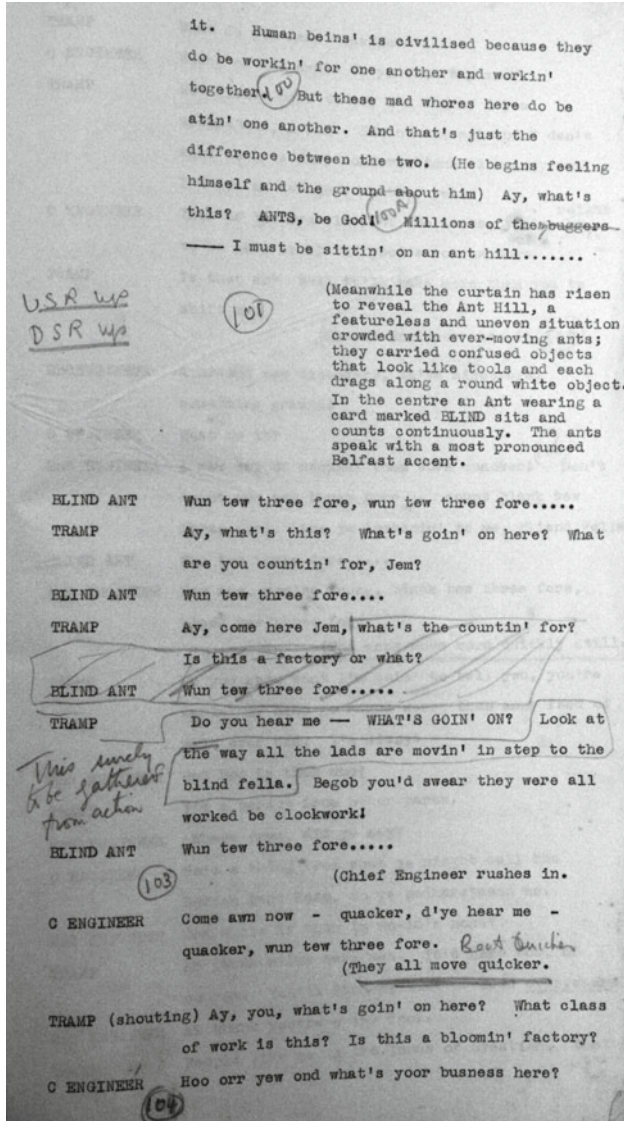 it. Human beins' is civilised because they
do be workin' for one another and workin'
together. 100 But these mad whores here do be
atin' one another. And that's just the
difference between the two. (He begins feeling
himself and the ground about him) Ay, what's
this? ANTS, be God! 100A Millions of the buggers
— I must be sittin' on an ant hill.......
USR up
DSR up
101
(Meanwhile the curtain has risen
to reveal the Ant Hill, a
featureless and uneven situation
crowded with ever-moving ants;
they carried confused objects
that look like tools and each
drags along a round white object.
In the centre an Ant wearing a
card marked BLIND sits and
counts continuously. The ants
speak with a most pronounced
Belfast accent.
BLIND ANT Wun tew three fore, wun tew three fore.....
TRAMP Ay, what's this? What's goin' on here? What
are you countin' for, Jem?
BLIND ANT Wun tew three fore....
TRAMP Ay, come here Jem, what's the countin' for?
Is this a factory or what?
BLIND ANT Wun tew three fore.....
TRAMP Do you hear me — WHAT'S GOIN' ON? Look at
the way all the lads are movin' in step to the
blind fella. Begob you'd swear they were all
worked be clockwork!
This surely
to be gathered
from action
BLIND ANT Wun tew three fore.....
103
(Chief Engineer rushes in.
C ENGINEER Come awn now - quacker, d'ye hear me -
quacker, wun tew three fore. Beat Quicker
(They all move quicker.
TRAMP (shouting) Ay, you, what's goin' on here? What class
of work is this? Is this a bloomin' factory?
C ENGINEER Hoo orr yew ond what's yoor busness here?
104